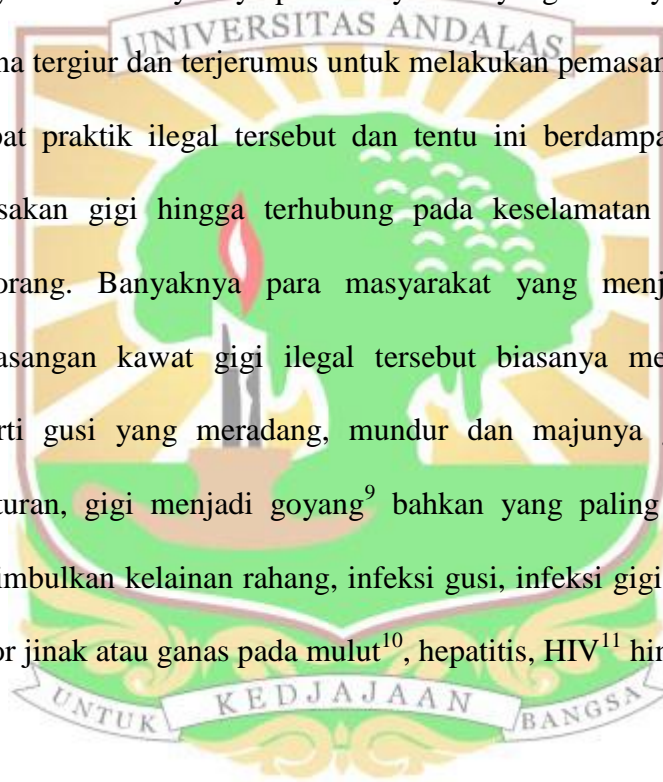 UNIVERSITAS ANDALAS
na tergiur dan terjerumus untuk melakukan pemasan
pat praktik ilegal tersebut dan tentu ini berdampa
sakan gigi hingga terhubung pada keselamatan
orang. Banyaknya para masyarakat yang menj
asangan kawat gigi ilegal tersebut biasanya me
rti gusi yang meradang, mundur dan majunya
turan, gigi menjadi goyang⁹ bahkan yang paling
imbulkan kelainan rahang, infeksi gusi, infeksi gigi
or jinak atau ganas pada mulut¹⁰, hepatitis, HIV¹¹ hin
UNTUK KEDJAJAAN BANGSA